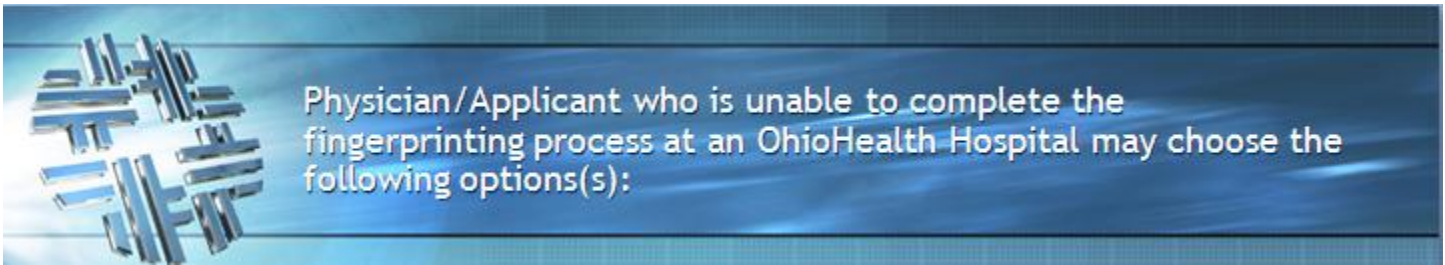 Physician/Applicant who is unable to complete the
fingerprinting process at an OhioHealth Hospital may choose the
following options(s):